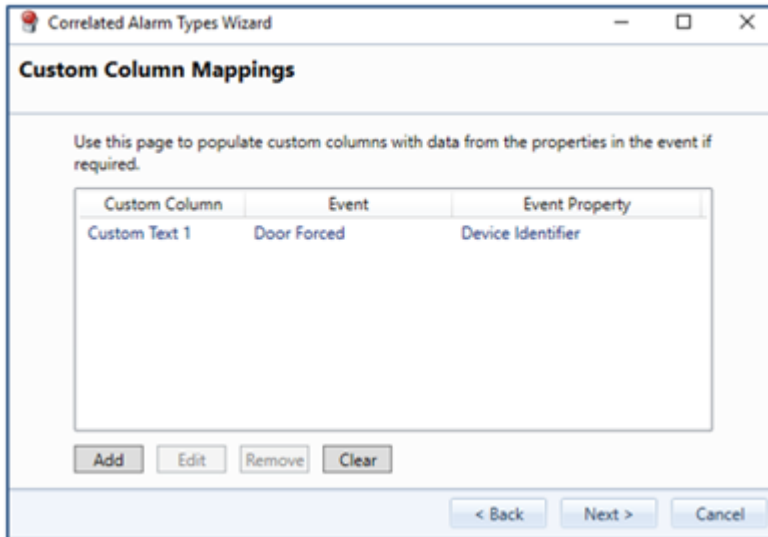 Correlated Alarm Types Wizard
Custom Column Mappings
Use this page to populate custom columns with data from the properties in the event if
required.
Custom Column Event Event Property
Custom Text 1 Door Forced Device Identifier
Add Edit Remove Clear
< Back Next > Cancel